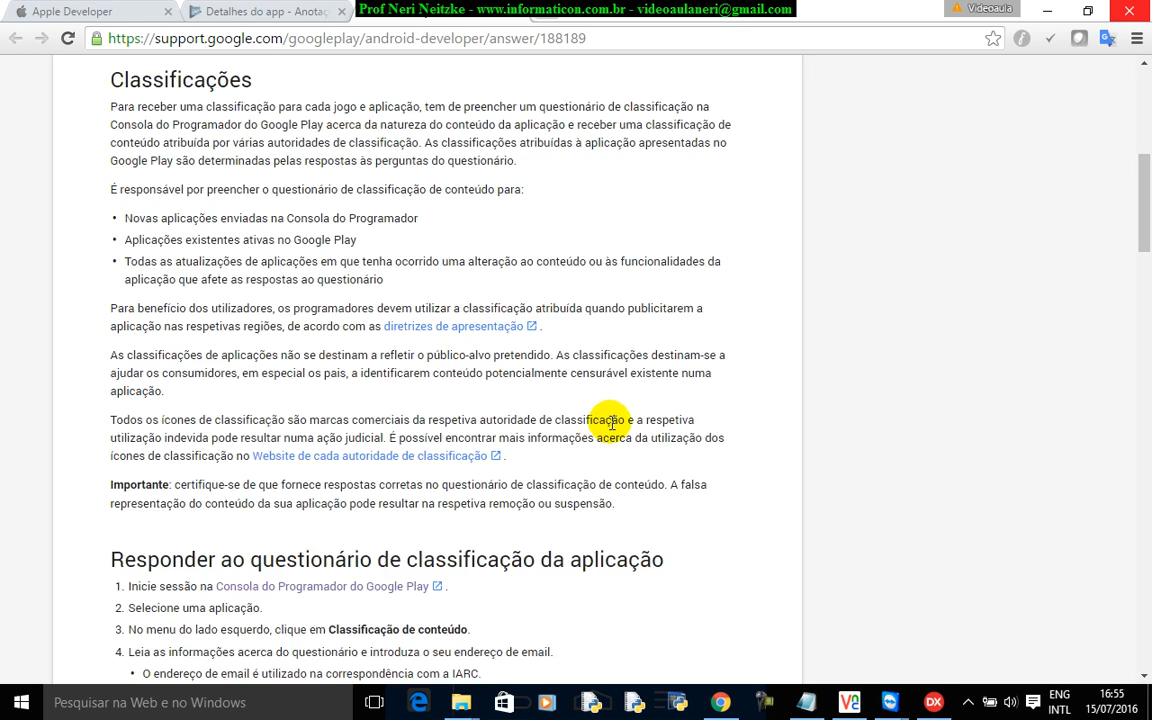 Apple Developer
Detalhes do app - Anotaç
Prof Neri Neitzke - www.informaticon.com.br - videoaulaneri@gmail.com
Videoaula
https://support.google.com/googleplay/android-developer/answer/188189
Classificações
Para receber uma classificação para cada jogo e aplicação, tem de preencher um questionário de classificação na
Consola do Programador do Google Play acerca da natureza do conteúdo da aplicação e receber uma classificação de
conteúdo atribuída por várias autoridades de classificação. As classificações atribuídas à aplicação apresentadas no
Google Play são determinadas pelas respostas às perguntas do questionário.
É responsável por preencher o questionário de classificação de conteúdo para:
• Novas aplicações enviadas na Consola do Programador
• Aplicações existentes ativas no Google Play
• Todas as atualizações de aplicações em que tenha ocorrido uma alteração ao conteúdo ou às funcionalidades da
aplicação que afete as respostas ao questionário
Para benefício dos utilizadores, os programadores devem utilizar a classificação atribuída quando publicitarem a
aplicação nas respetivas regiões, de acordo com as diretrizes de apresentação .
As classificações de aplicações não se destinam a refletir o público-alvo pretendido. As classificações destinam-se a
ajudar os consumidores, em especial os pais, a identificarem conteúdo potencialmente censurável existente numa
aplicação.
Todos os ícones de classificação são marcas comerciais da respetiva autoridade de classificação e a respetiva
utilização indevida pode resultar numa ação judicial. É possível encontrar mais informações acerca da utilização dos
ícones de classificação no Website de cada autoridade de classificação .
Importante: certifique-se de que fornece respostas corretas no questionário de classificação de conteúdo. A falsa
representação do conteúdo da sua aplicação pode resultar na respetiva remoção ou suspensão.
Responder ao questionário de classificação da aplicação
1. Inicie sessão na Consola do Programador do Google Play .
2. Selecione uma aplicação.
3. No menu do lado esquerdo, clique em Classificação de conteúdo.
4. Leia as informações acerca do questionário e introduza o seu endereço de email.
• O endereço de email é utilizado na correspondência com a IARC.
Pesquisar na Web e no Windows
ENG
INTL
16:55
15/07/2016